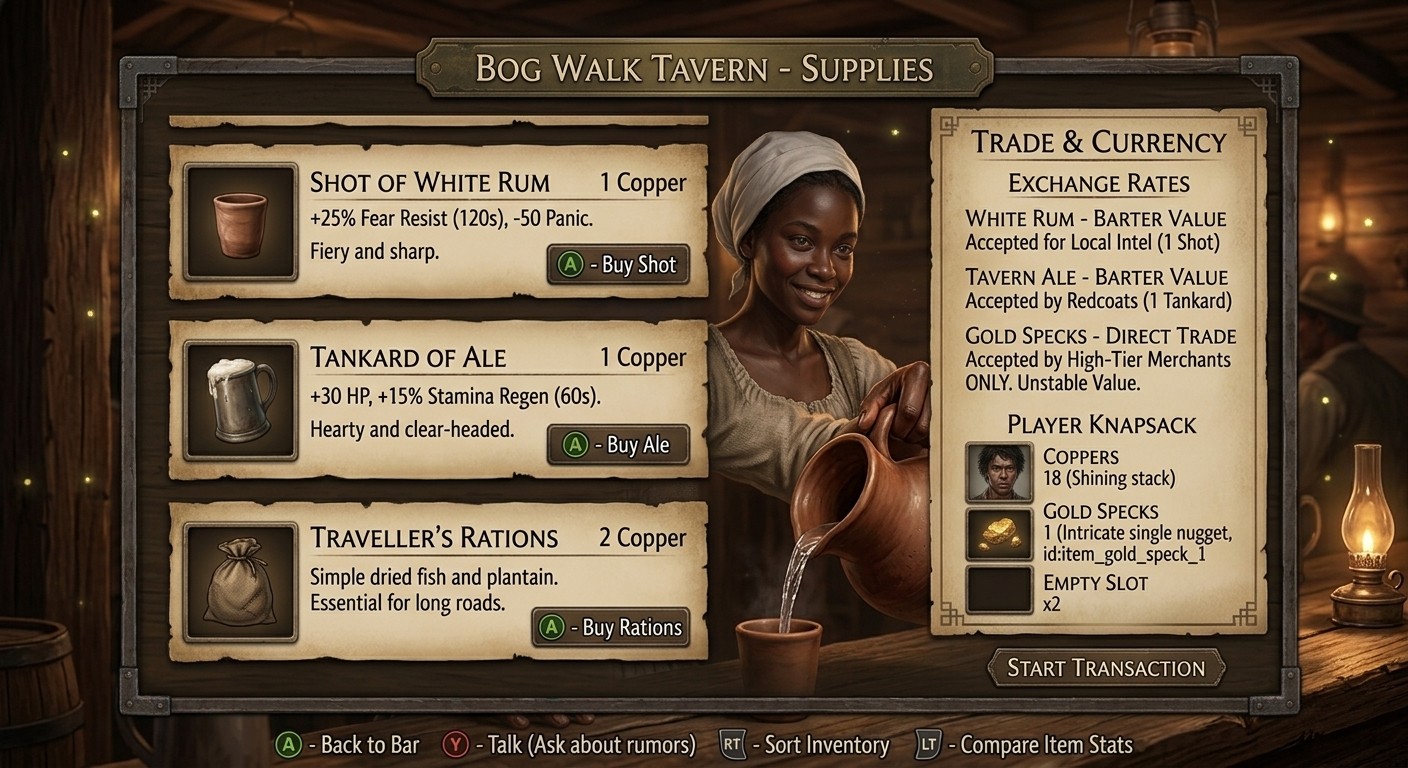 BOG WALK TAVERN - SUPPLIES
SHOT OF WHITE RUM 1 Copper
+25% Fear Resist (120s), -50 Panic.
Fiery and sharp.
A - Buy Shot
TANKARD OF ALE 1 Copper
+30 HP, +15% Stamina Regen (60s).
Hearty and clear-headed.
A - Buy Ale
TRAVELLER'S RATIONS 2 Copper
Simple dried fish and plantain.
Essential for long roads.
A - Buy Rations
TRADE & CURRENCY
EXCHANGE RATES
WHITE RUM - BARTER VALUE
Accepted for Local Intel (1 Shot)
TAVERN ALE - BARTER VALUE
Accepted by Redcoats (1 Tankard)
GOLD SPECKS - DIRECT TRADE
Accepted by High-Tier Merchants
ONLY. Unstable Value.
PLAYER KNAPSACK
COPPERS
18 (Shining stack)
GOLD SPECKS
1 (Intricate single nugget,
id:item_gold_speck_1
EMPTY SLOT
x2
START TRANSACTION
A - Back to Bar Y - Talk (Ask about rumors) RT - Sort Inventory LT - Compare Item Stats